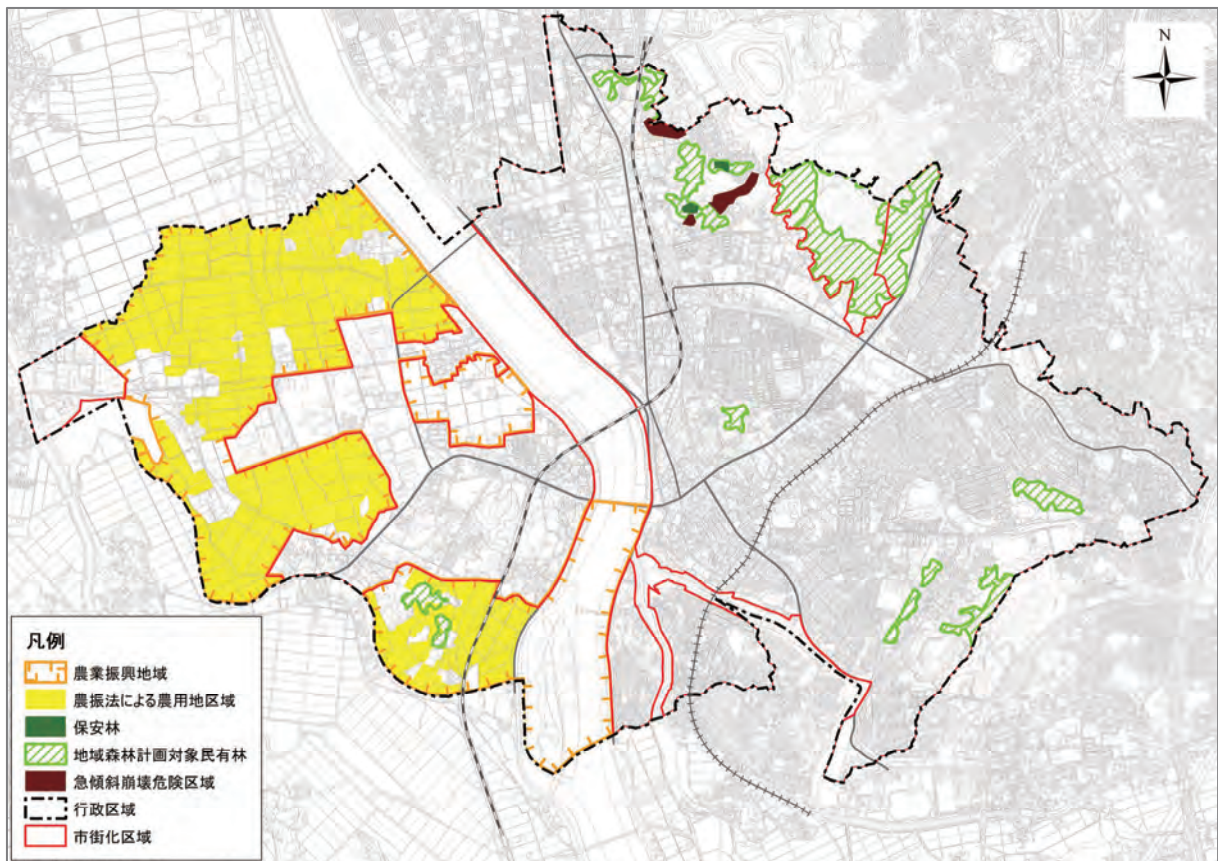 N
凡例
農業振興地域
農振法による農用地区域
保安林
地域森林計画対象民有林
急傾斜崩壊危険区域
行政区域
市街化区域